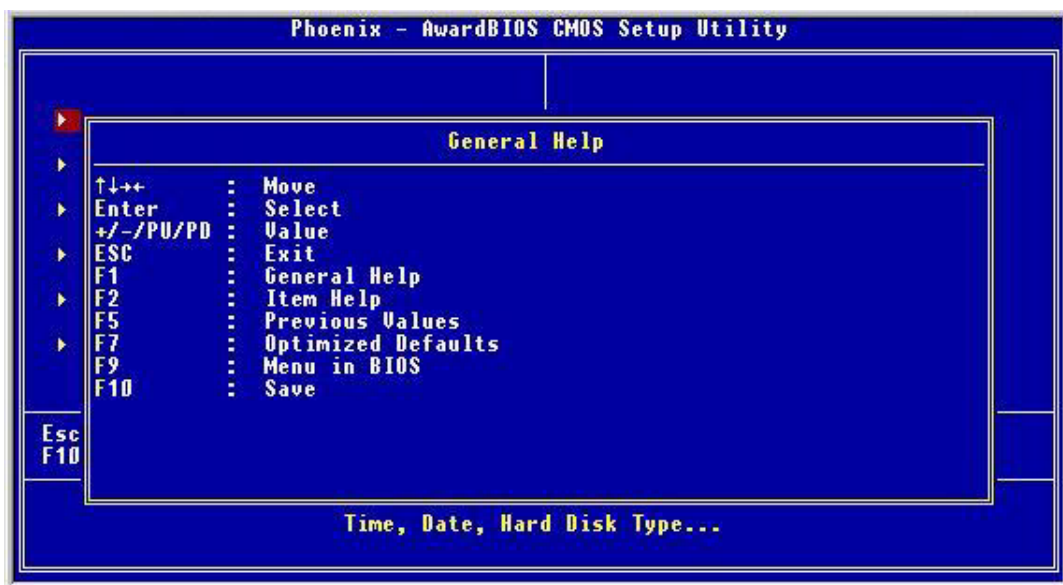 Phoenix - AwardBIOS CMOS Setup Utility
General Help
↑↓→← : Move
Enter : Select
+/-/PU/PD : Value
ESC : Exit
F1 : General Help
F2 : Item Help
F5 : Previous Values
F7 : Optimized Defaults
F9 : Menu in BIOS
F10 : Save
Esc
F10
Time, Date, Hard Disk Type...